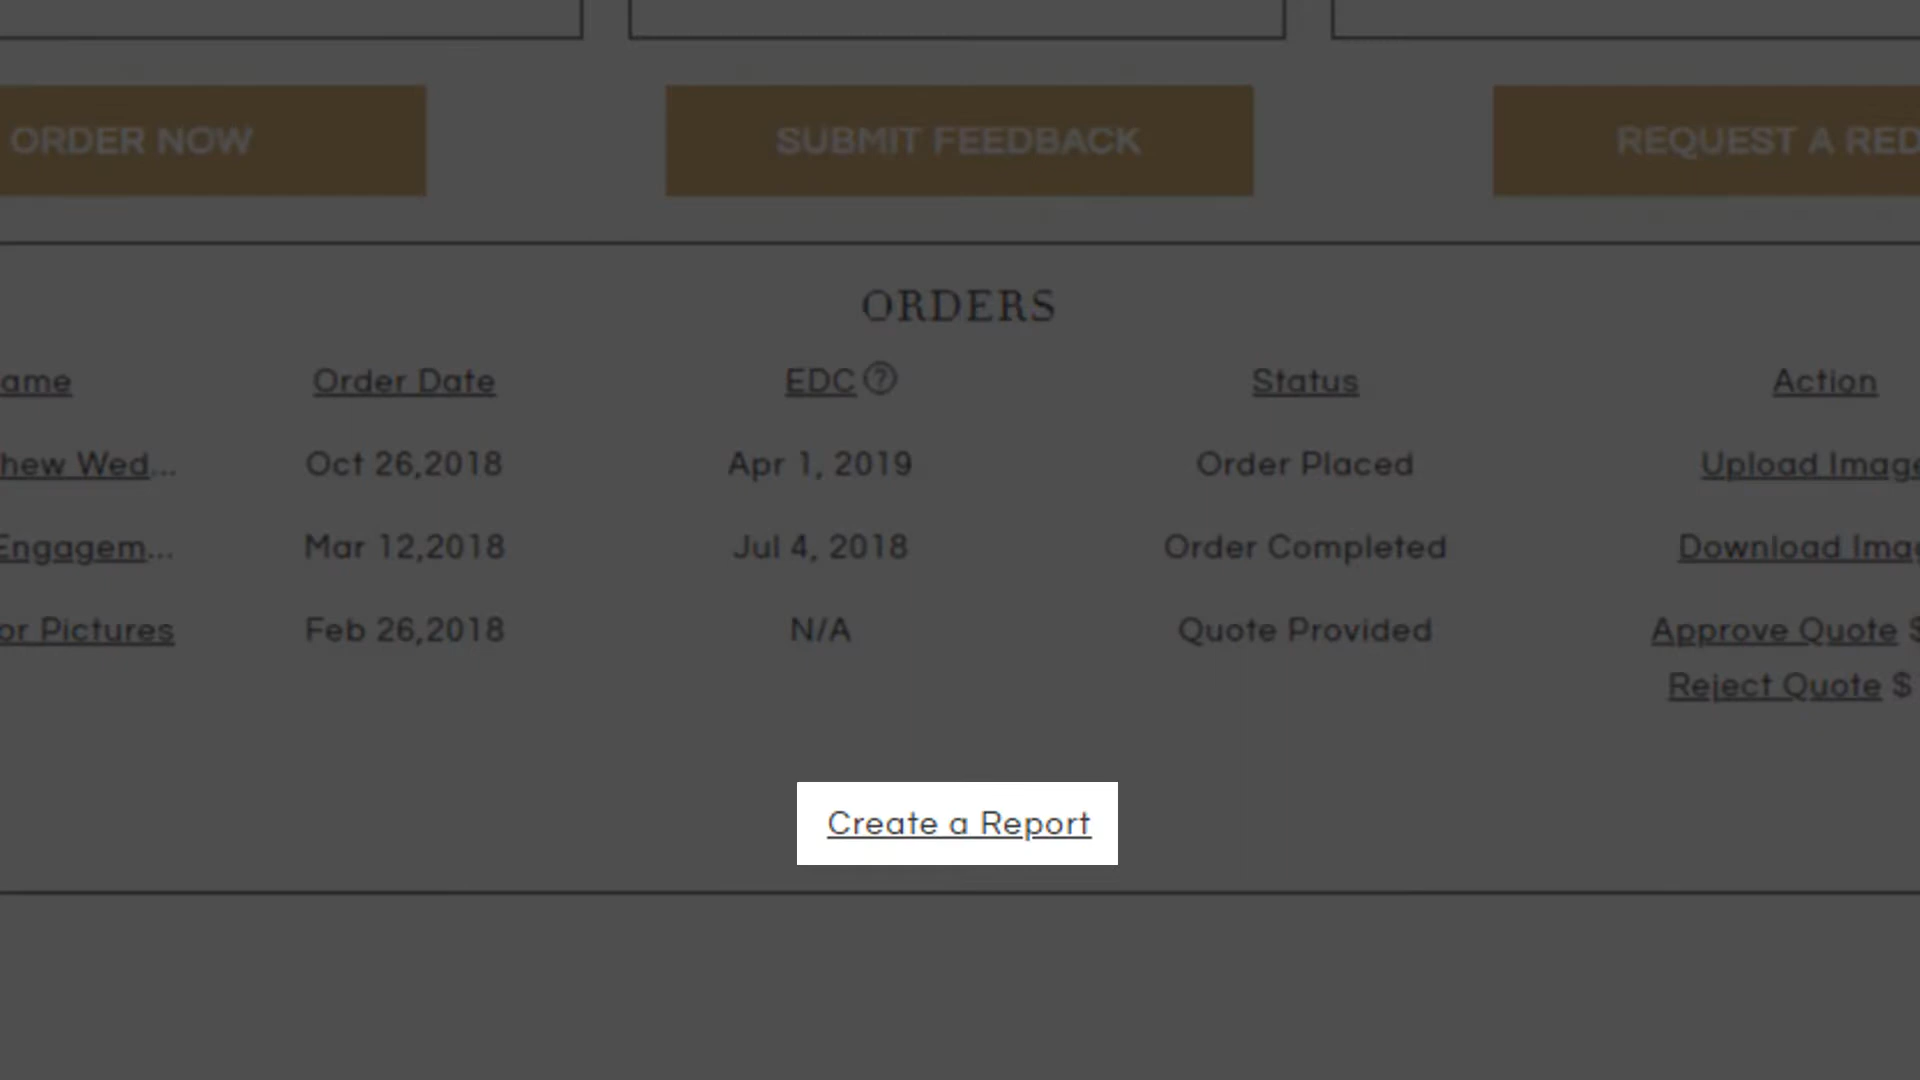 ORDER NOW SUBMIT FEEDBACK REQUEST A RED
ORDERS
ame Order Date EDC ? Status Action
hew Wed... Oct 26,2018 Apr 1, 2019 Order Placed Upload Image
Engagem... Mar 12,2018 Jul 4, 2018 Order Completed Download Imag
or Pictures Feb 26,2018 N/A Quote Provided Approve Quote $
Reject Quote $
Create a Report